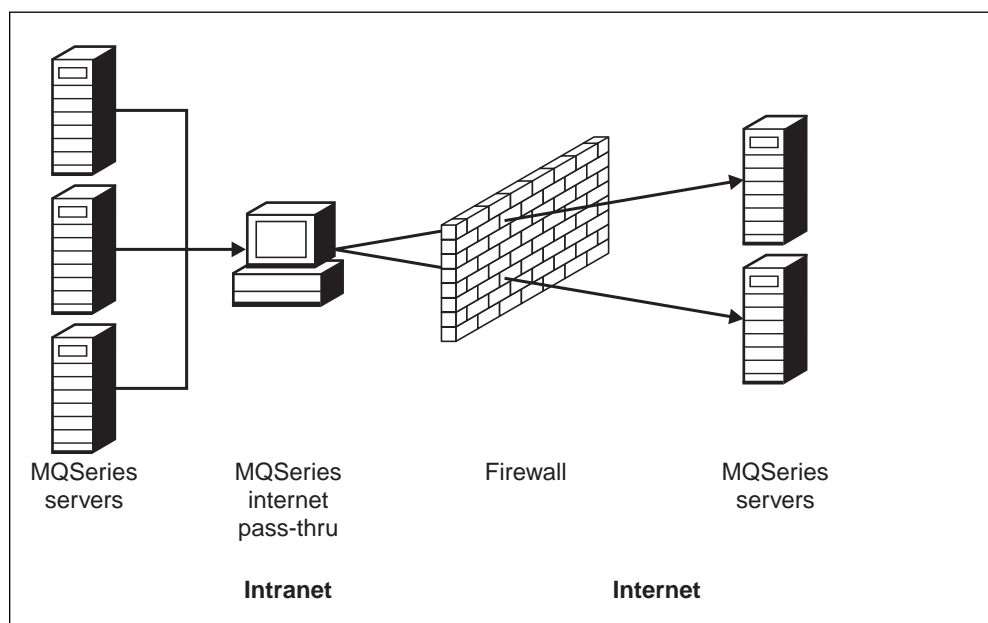 MQSeries
servers
MQSeries
internet
pass-thru
Firewall
MQSeries
servers
Intranet
Internet